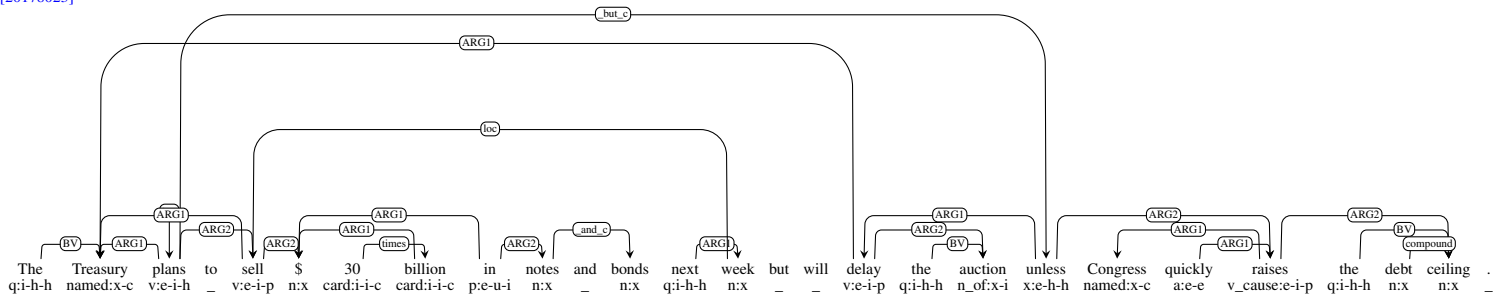 _but_c
ARG1
loc
ARG1 ARG1 ARG2 ARG1 ARG2
ARG2 ARG1 ARG2 ARG1
BV ARG1 ARG2 times ARG2 _and_c ARG1 BV ARG1 BV compound
The Treasury plans to sell $ 30 billion in notes and bonds next week but will delay the auction unless Congress quickly raises the debt ceiling .
q:i-h-h named:x-c v:e-i-h _ v:e-i-p n:x card:i-i-c card:i-i-c p:e-u-i n:x _ n:x q:i-h-h n:x _ _ v:e-i-p q:i-h-h n_of:x-i x:e-h-h named:x-c a:e-e v_cause:e-i-p q:i-h-h n:x n:x _